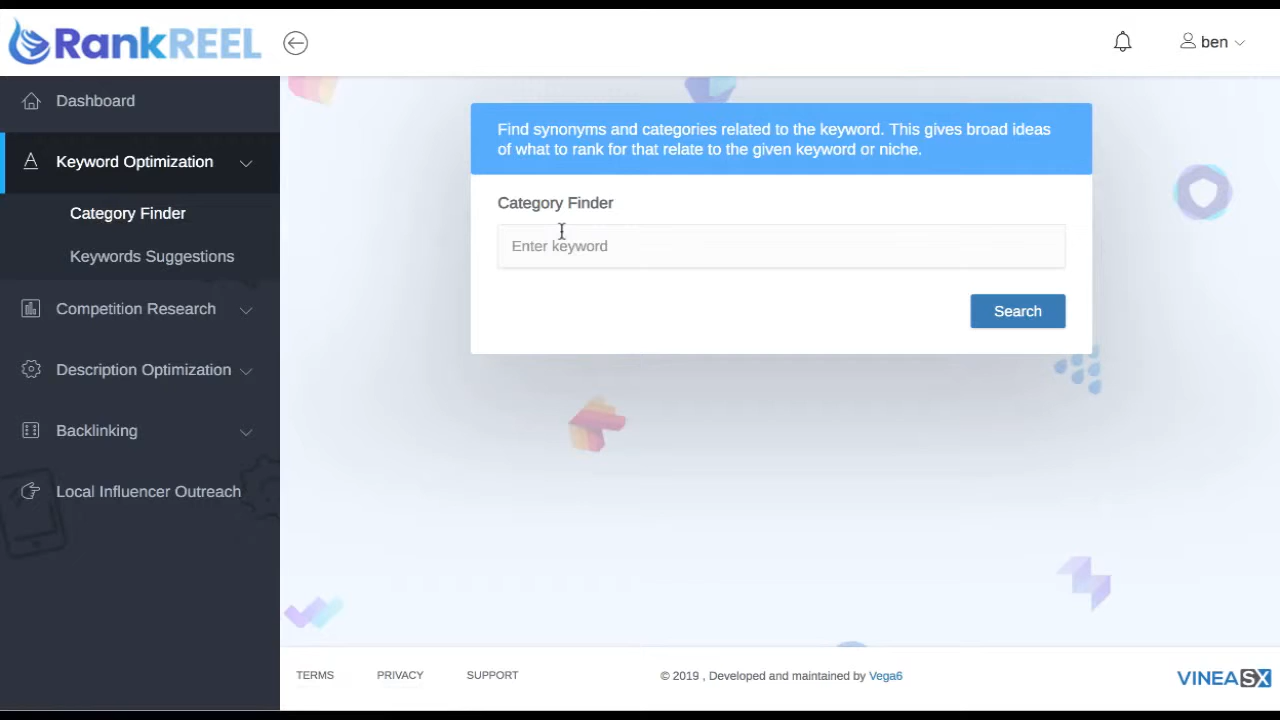 RankREEL
ben
Dashboard
Keyword Optimization
Category Finder
Keywords Suggestions
Competition Research
Description Optimization
Backlinking
Local Influencer Outreach
Find synonyms and categories related to the keyword. This gives broad ideas
of what to rank for that relate to the given keyword or niche.
Category Finder
Enter keyword
Search
TERMS PRIVACY SUPPORT © 2019 , Developed and maintained by Vega6 VINEASX